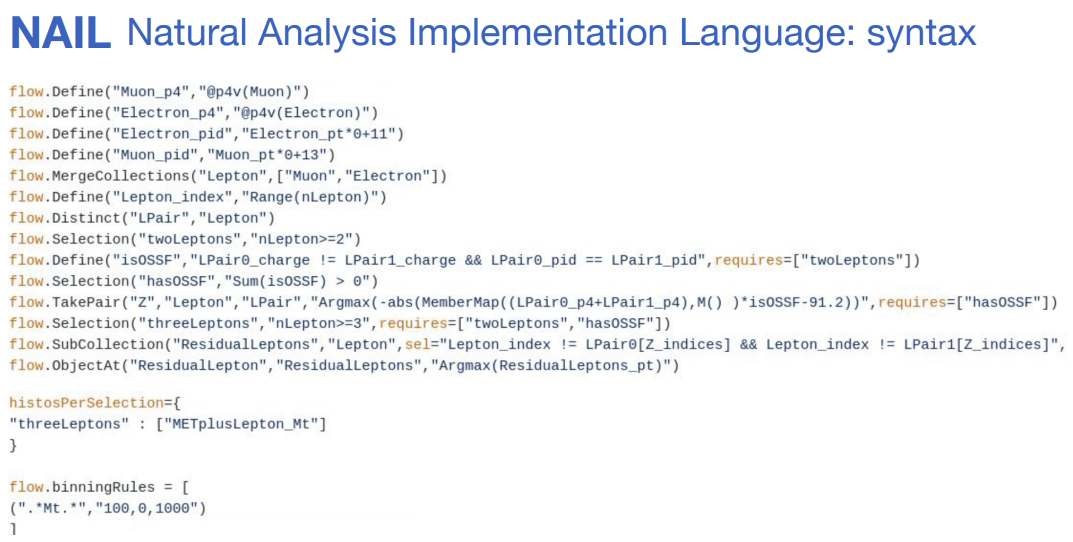 NAIL Natural Analysis Implementation Language: syntax
flow.Define("Muon_p4","@p4v(Muon)")
flow.Define("Electron_p4","@p4v(Electron)")
flow.Define("Electron_pid","Electron_pt*0+11")
flow.Define("Muon_pid","Muon_pt*0+13")
flow.MergeCollections("Lepton",["Muon","Electron"])
flow.Define("Lepton_index","Range(nLepton)")
flow.Distinct("LPair","Lepton")
flow.Selection("twoLeptons","nLepton>=2")
flow.Define("isOSSF","LPair0_charge != LPair1_charge && LPair0_pid == LPair1_pid",requires=["twoLeptons"])
flow.Selection("hasOSSF","Sum(isOSSF) > 0")
flow.TakePair("Z","Lepton","LPair","Argmax(-abs(MemberMap((LPair0_p4+LPair1_p4),M() )*isOSSF-91.2))",requires=["hasOSSF"])
flow.Selection("threeLeptons","nLepton>=3",requires=["twoLeptons","hasOSSF"])
flow.SubCollection("ResidualLeptons","Lepton",sel="Lepton_index != LPair0[Z_indices] && Lepton_index != LPair1[Z_indices]",
flow.ObjectAt("ResidualLepton","ResidualLeptons","Argmax(ResidualLeptons_pt)")
histosPerSelection={
"threeLeptons" : ["METplusLepton_Mt"]
}
flow.binningRules = [
(".*Mt.*","100,0,1000")
]